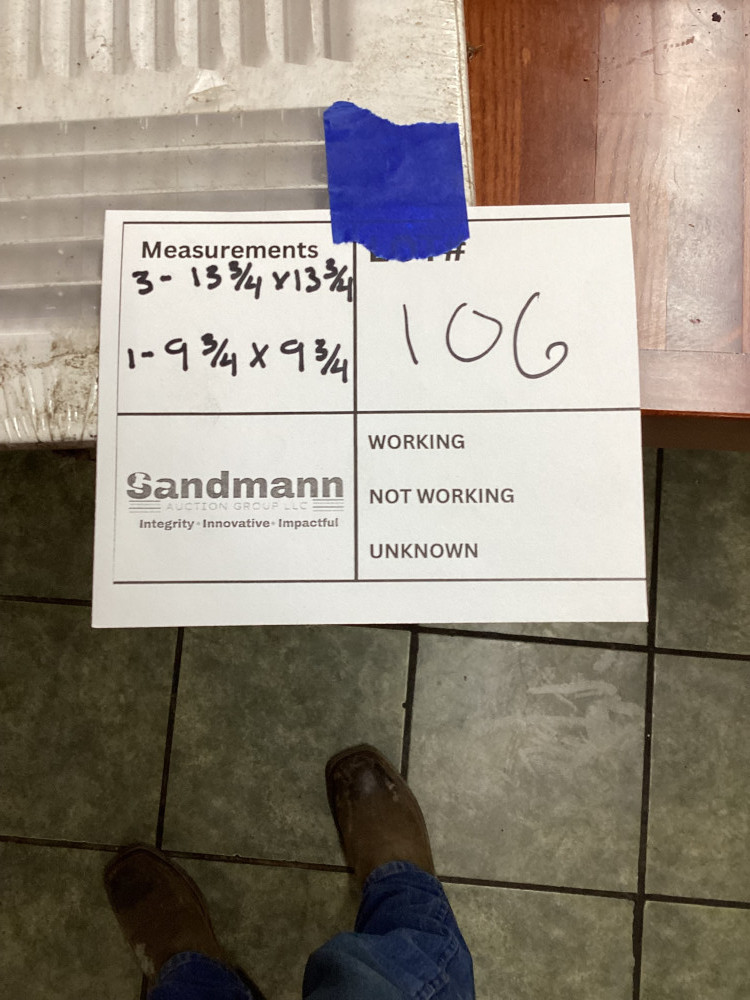 Measurements
3- 13 3/4 x 13 3/4
1- 9 3/4 x 9 3/4
#
106
Sandmann
AUCTION GROUP LLC
Integrity · Innovative · Impactful
WORKING
NOT WORKING
UNKNOWN